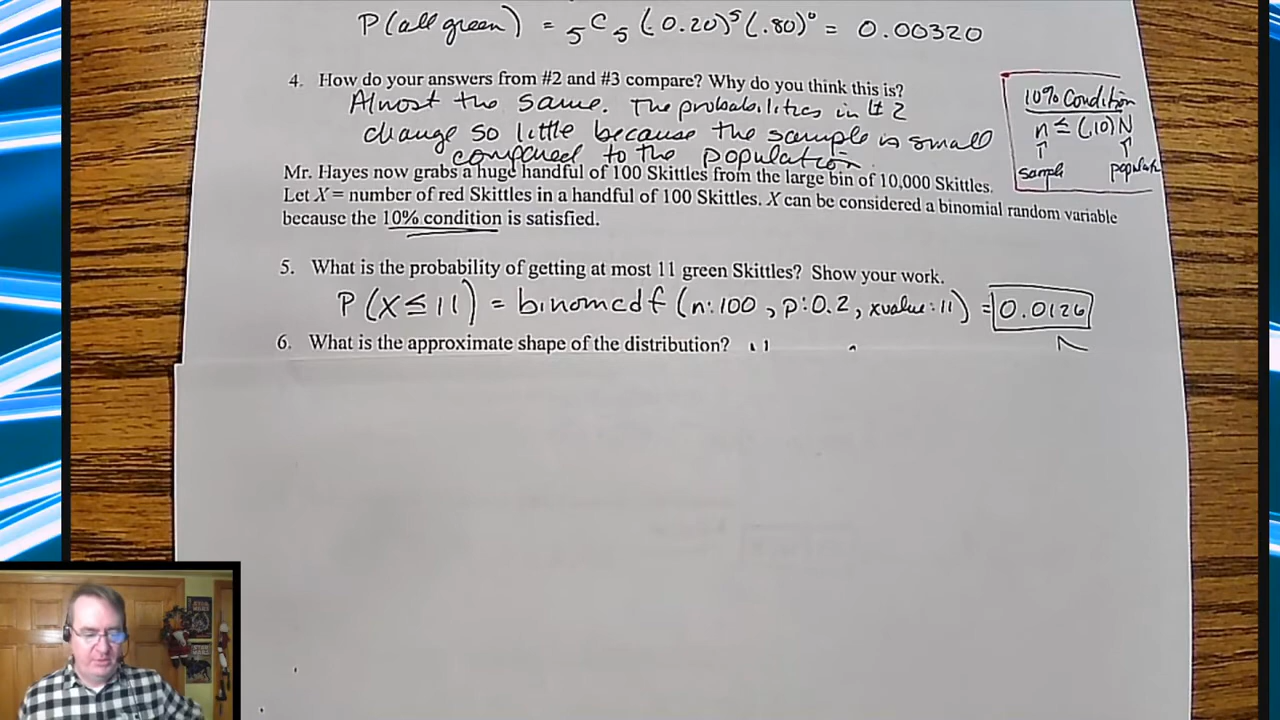 P(all green) = ₅C₅ (0.20)⁵(.80)⁰ = 0.00320
4. How do your answers from #2 and #3 compare? Why do you think this is?
Almost the same. The probabilities in #2
change so little because the sample is small
compared to the population.
10% Condition
n ≤ (.10)N
↑ ↑
sample populatio
Mr. Hayes now grabs a huge handful of 100 Skittles from the large bin of 10,000 Skittles.
Let X = number of red Skittles in a handful of 100 Skittles. X can be considered a binomial random variable
because the 10% condition is satisfied.
5. What is the probability of getting at most 11 green Skittles? Show your work.
P(X ≤ 11) = binomcdf(n:100, p:0.2, xvalue:11) = 0.0126
6. What is the approximate shape of the distribution?
STAR WARS
STAR WARS